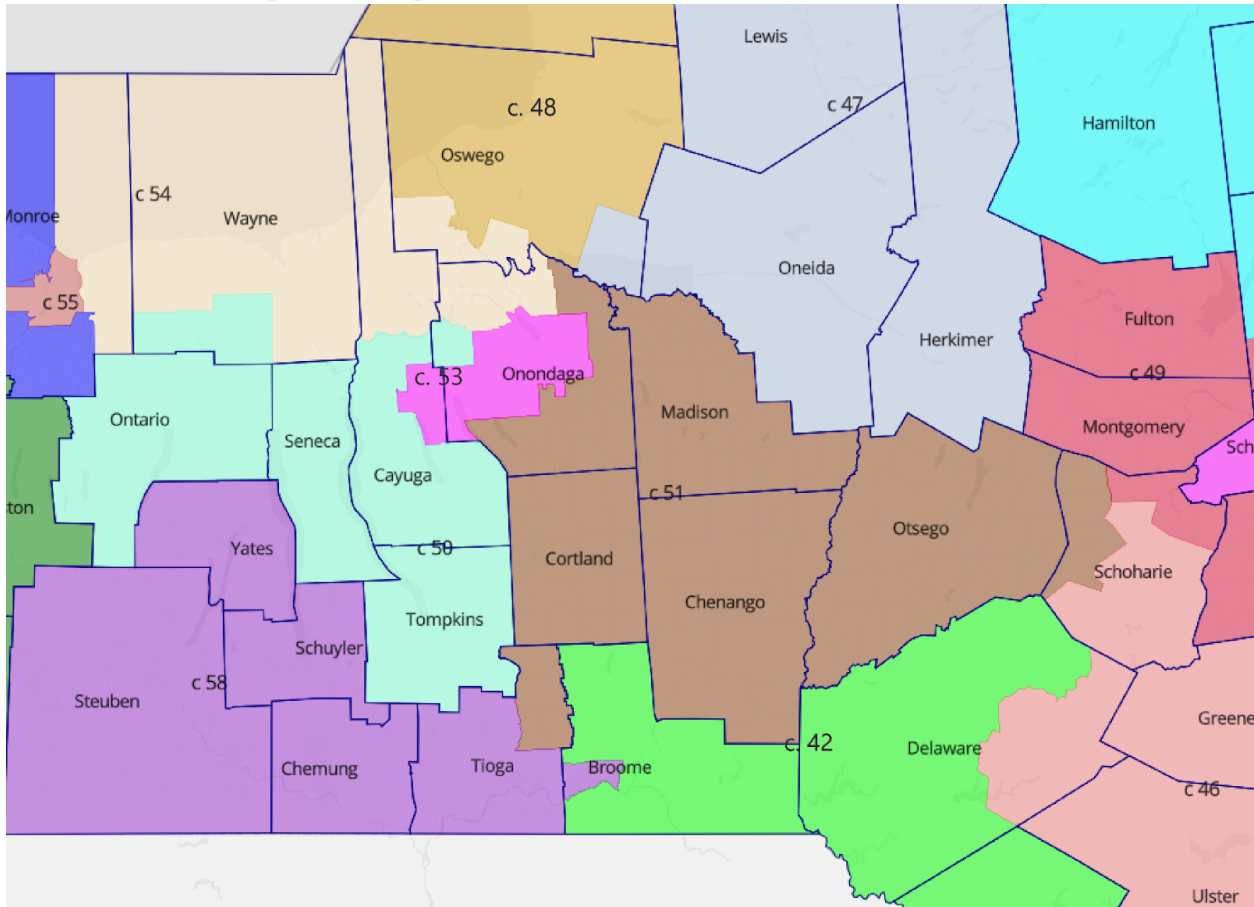 Lewis
c. 48
c 47
Hamilton
Oswego
c 54
Monroe
Wayne
Oneida
c 55
Fulton
Herkimer
c. 53
Onondaga
c 49
Ontario
Madison
Montgomery
Seneca
Sch
Cayuga
c 51
ston
Otsego
Yates
c 50
Cortland
Schoharie
Chenango
Tompkins
Schuyler
c 58
Steuben
Greene
c. 42
Delaware
Chemung
Tioga
Broome
c 46
Ulster